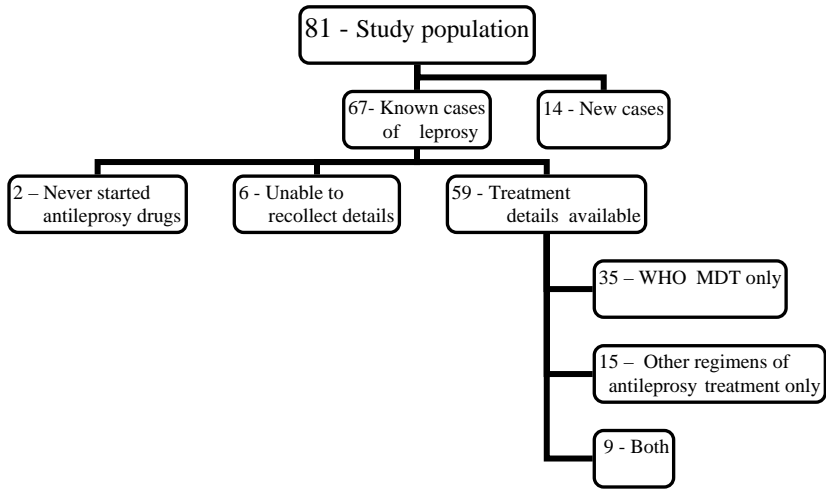 81 - Study population
67- Known cases
of leprosy
14 - New cases
2 – Never started
antileprosy drugs
6 - Unable to
recollect details
59 - Treatment
details available
35 – WHO MDT only
15 – Other regimens of
antileprosy treatment only
9 - Both